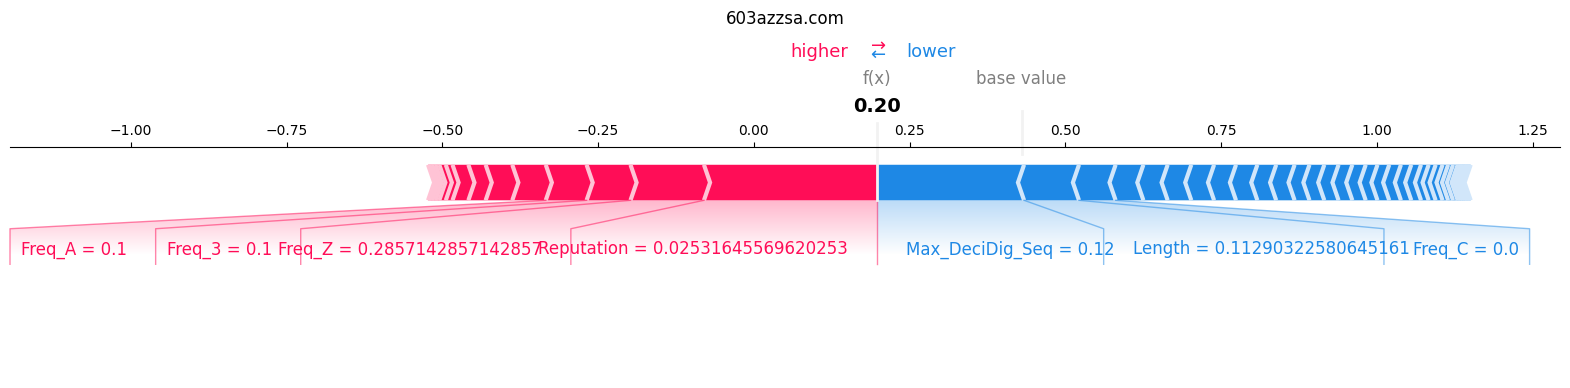 603azzsa.com
higher → lower
←
f(x) base value
0.20
−1.00 −0.75 −0.50 −0.25 0.00 0.25 0.50 0.75 1.00 1.25
Freq_A = 0.1 Freq_3 = 0.1 Freq_Z = 0.2857142857142857 Reputation = 0.02531645569620253 Max_DeciDig_Seq = 0.12 Length = 0.11290322580645161 Freq_C = 0.0